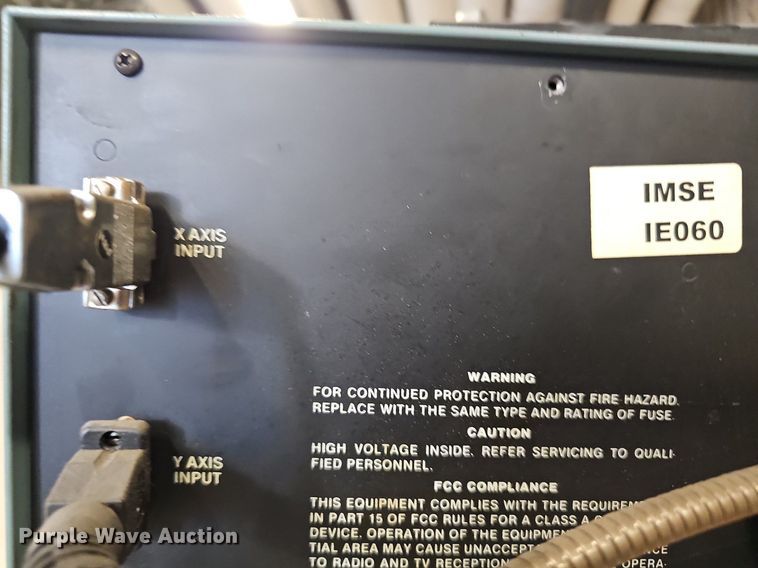 IMSE
IE060
X AXIS
INPUT
WARNING
FOR CONTINUED PROTECTION AGAINST FIRE HAZARD,
REPLACE WITH THE SAME TYPE AND RATING OF FUSE.
CAUTION
HIGH VOLTAGE INSIDE. REFER SERVICING TO QUALI-
FIED PERSONNEL.
Y AXIS
INPUT
FCC COMPLIANCE
THIS EQUIPMENT COMPLIES WITH THE
IN PART 15 OF FCC RULES FOR A CLASS A
DEVICE. OPERATION OF THE
TIAL AREA MAY CAUSE
TO RADIO AND TV RECEPTION
Purple Wave Auction